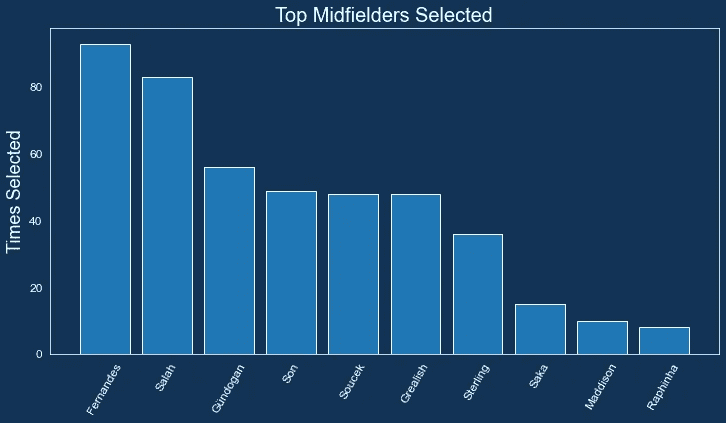 Top Midfielders Selected
Times Selected
80
60
40
20
0
Fernandes
Salah
Gündogan
Son
Soucek
Grealish
Sterling
Saka
Maddison
Raphinha